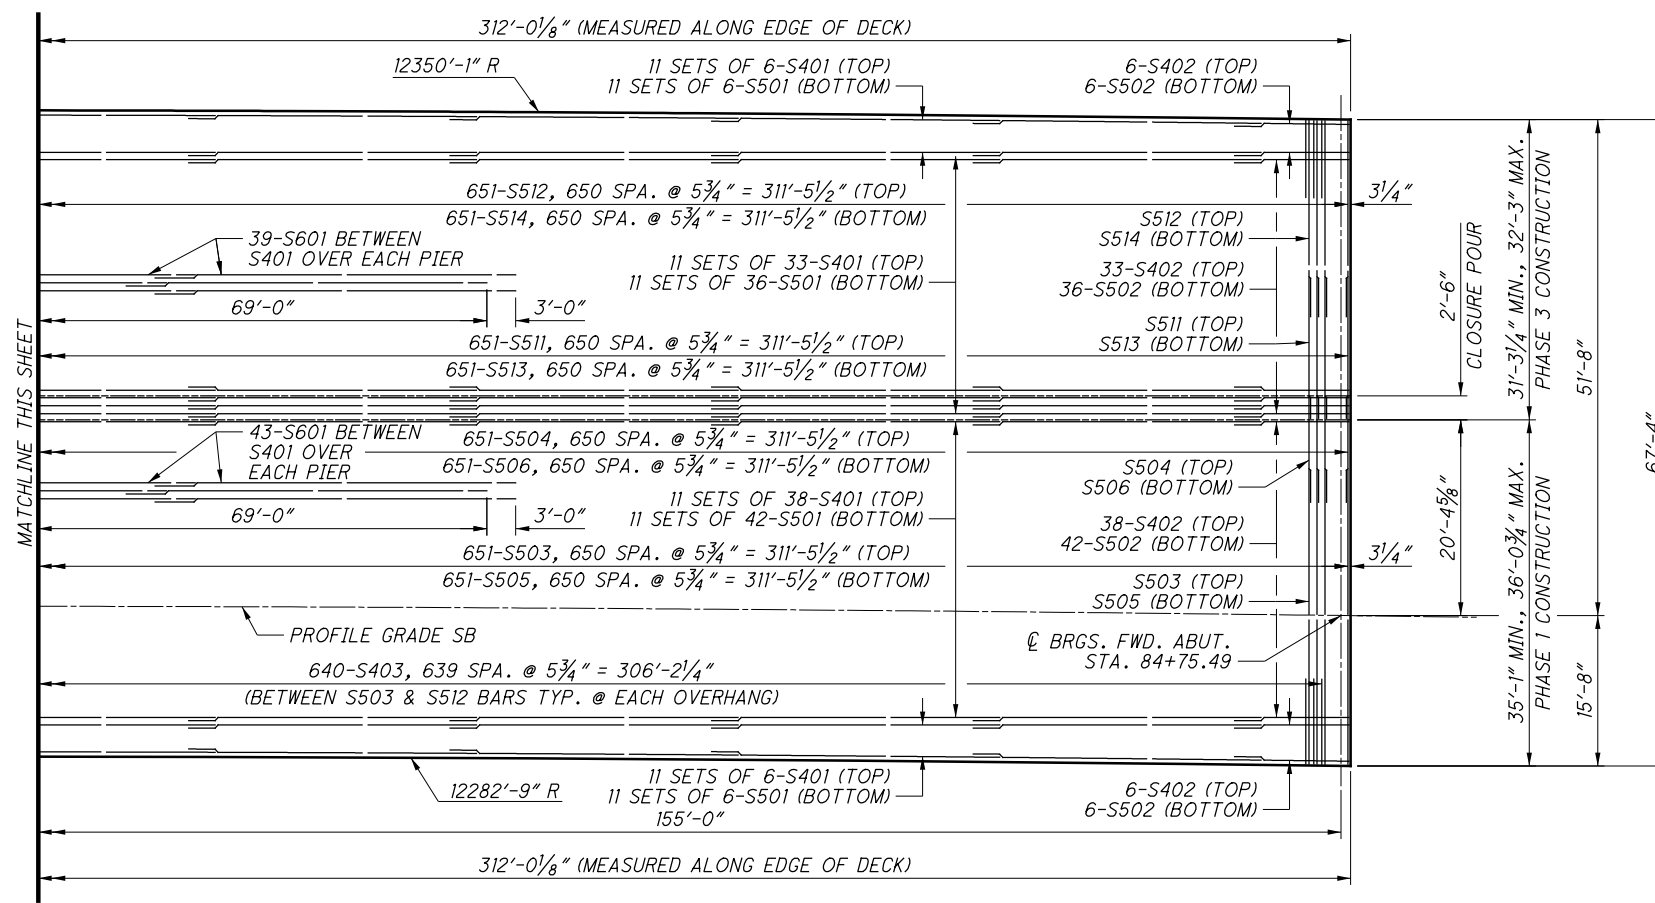 312'-0⅛" (MEASURED ALONG EDGE OF DECK)
12350'-1" R
11 SETS OF 6-S401 (TOP)
11 SETS OF 6-S501 (BOTTOM)
6-S402 (TOP)
6-S502 (BOTTOM)
651-S512, 650 SPA. @ 5¾" = 311'-5½" (TOP)
651-S514, 650 SPA. @ 5¾" = 311'-5½" (BOTTOM)
3¼"
S512 (TOP)
S514 (BOTTOM)
39-S601 BETWEEN
S401 OVER EACH PIER
11 SETS OF 33-S401 (TOP)
11 SETS OF 36-S501 (BOTTOM)
33-S402 (TOP)
36-S502 (BOTTOM)
69'-0"
3'-0"
S511 (TOP)
S513 (BOTTOM)
651-S511, 650 SPA. @ 5¾" = 311'-5½" (TOP)
651-S513, 650 SPA. @ 5¾" = 311'-5½" (BOTTOM)
2'-6"
CLOSURE POUR
31'-3¼" MIN., 32'-3" MAX.
PHASE 3 CONSTRUCTION
51'-8"
67'-4"
MATCHLINE THIS SHEET
43-S601 BETWEEN
S401 OVER
EACH PIER
651-S504, 650 SPA. @ 5¾" = 311'-5½" (TOP)
651-S506, 650 SPA. @ 5¾" = 311'-5½" (BOTTOM)
S504 (TOP)
S506 (BOTTOM)
11 SETS OF 38-S401 (TOP)
11 SETS OF 42-S501 (BOTTOM)
69'-0"
3'-0"
38-S402 (TOP)
42-S502 (BOTTOM)
651-S503, 650 SPA. @ 5¾" = 311'-5½" (TOP)
651-S505, 650 SPA. @ 5¾" = 311'-5½" (BOTTOM)
3¼"
20'-4⅝"
35'-1" MIN., 36'-0¾" MAX.
PHASE 1 CONSTRUCTION
15'-8"
S503 (TOP)
S505 (BOTTOM)
PROFILE GRADE SB
℄ BRGS. FWD. ABUT.
STA. 84+75.49
640-S403, 639 SPA. @ 5¾" = 306'-2¼"
(BETWEEN S503 & S512 BARS TYP. @ EACH OVERHANG)
12282'-9" R
11 SETS OF 6-S401 (TOP)
11 SETS OF 6-S501 (BOTTOM)
6-S402 (TOP)
6-S502 (BOTTOM)
155'-0"
312'-0⅛" (MEASURED ALONG EDGE OF DECK)